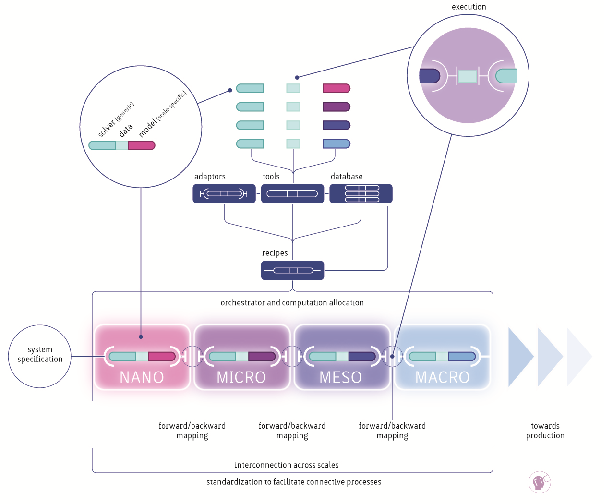 execution
solver (generic)
data
model (scale specific)
adaptors
tools
database
recipes
orchestrator and computation allocation
system
specification
NANO
MICRO
MESO
MACRO
forward/backward
mapping
forward/backward
mapping
forward/backward
mapping
towards
production
Interconnection across scales
standardization to facilitate connective processes